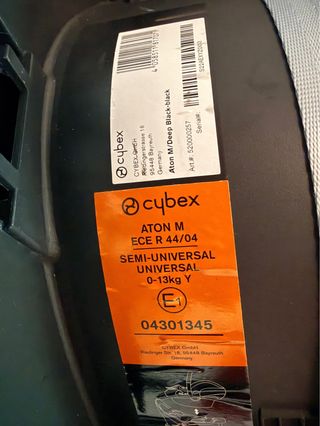 cybex
CYBEX GmbH
Riedingerstrasse 18
95448 Bayreuth
Germany
Aton M/Deep Black-black
Art.#: 520000257
Serial#:
cybex
ATON M
ECE R 44/04
SEMI-UNIVERSAL
UNIVERSAL
0-13kg Y
E1
04301345
CYBEX GmbH
Riedinger Str. 18, 95448 Bayreuth
Germany